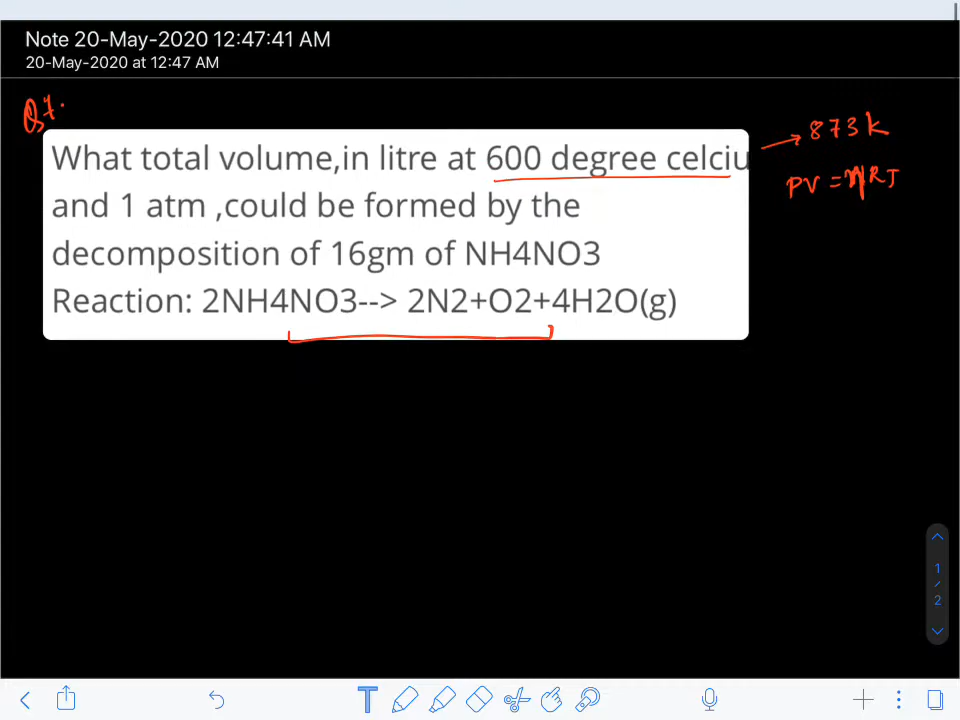 Note 20-May-2020 12:47:41 AM
20-May-2020 at 12:47 AM
Q7.
What total volume,in litre at 600 degree celciu
→ 873 k
and 1 atm ,could be formed by the
PV = nRT
decomposition of 16gm of NH4NO3
Reaction: 2NH4NO3--> 2N2+O2+4H2O(g)
1
/
2
T